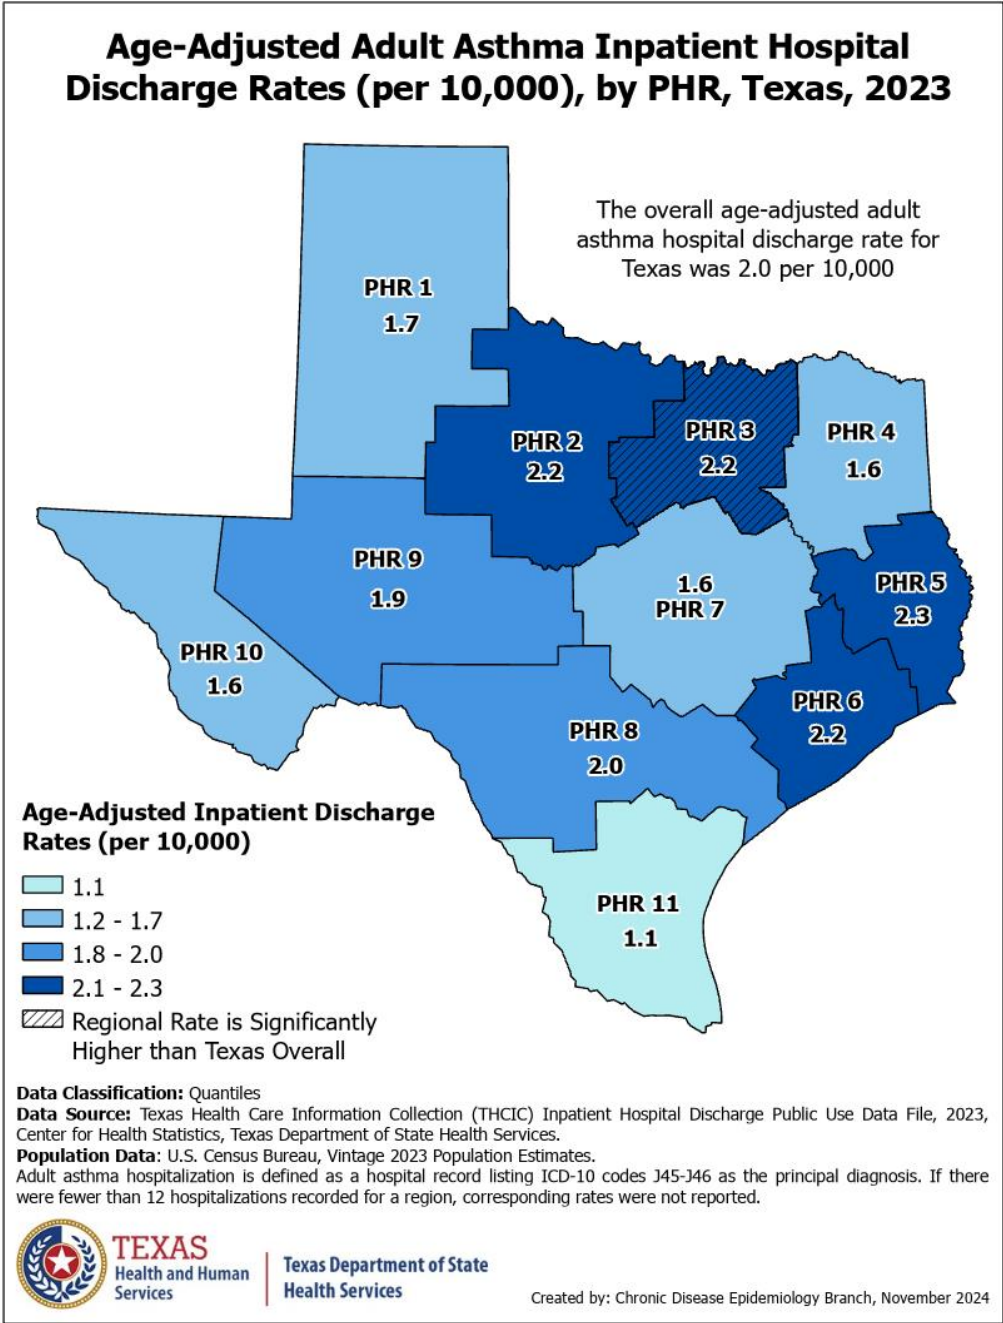 Age-Adjusted Adult Asthma Inpatient Hospital
Discharge Rates (per 10,000), by PHR, Texas, 2023
The overall age-adjusted adult
asthma hospital discharge rate for
Texas was 2.0 per 10,000
PHR 1
1.7
PHR 2
2.2
PHR 3
2.2
PHR 4
1.6
PHR 9
1.9
1.6
PHR 7
PHR 5
2.3
PHR 10
1.6
PHR 6
2.2
PHR 8
2.0
PHR 11
1.1
Age-Adjusted Inpatient Discharge
Rates (per 10,000)
1.1
1.2 - 1.7
1.8 - 2.0
2.1 - 2.3
Regional Rate is Significantly
Higher than Texas Overall
Data Classification: Quantiles
Data Source: Texas Health Care Information Collection (THCIC) Inpatient Hospital Discharge Public Use Data File, 2023,
Center for Health Statistics, Texas Department of State Health Services.
Population Data: U.S. Census Bureau, Vintage 2023 Population Estimates.
Adult asthma hospitalization is defined as a hospital record listing ICD-10 codes J45-J46 as the principal diagnosis. If there
were fewer than 12 hospitalizations recorded for a region, corresponding rates were not reported.
TEXAS
Health and Human
Services
Texas Department of State
Health Services
Created by: Chronic Disease Epidemiology Branch, November 2024